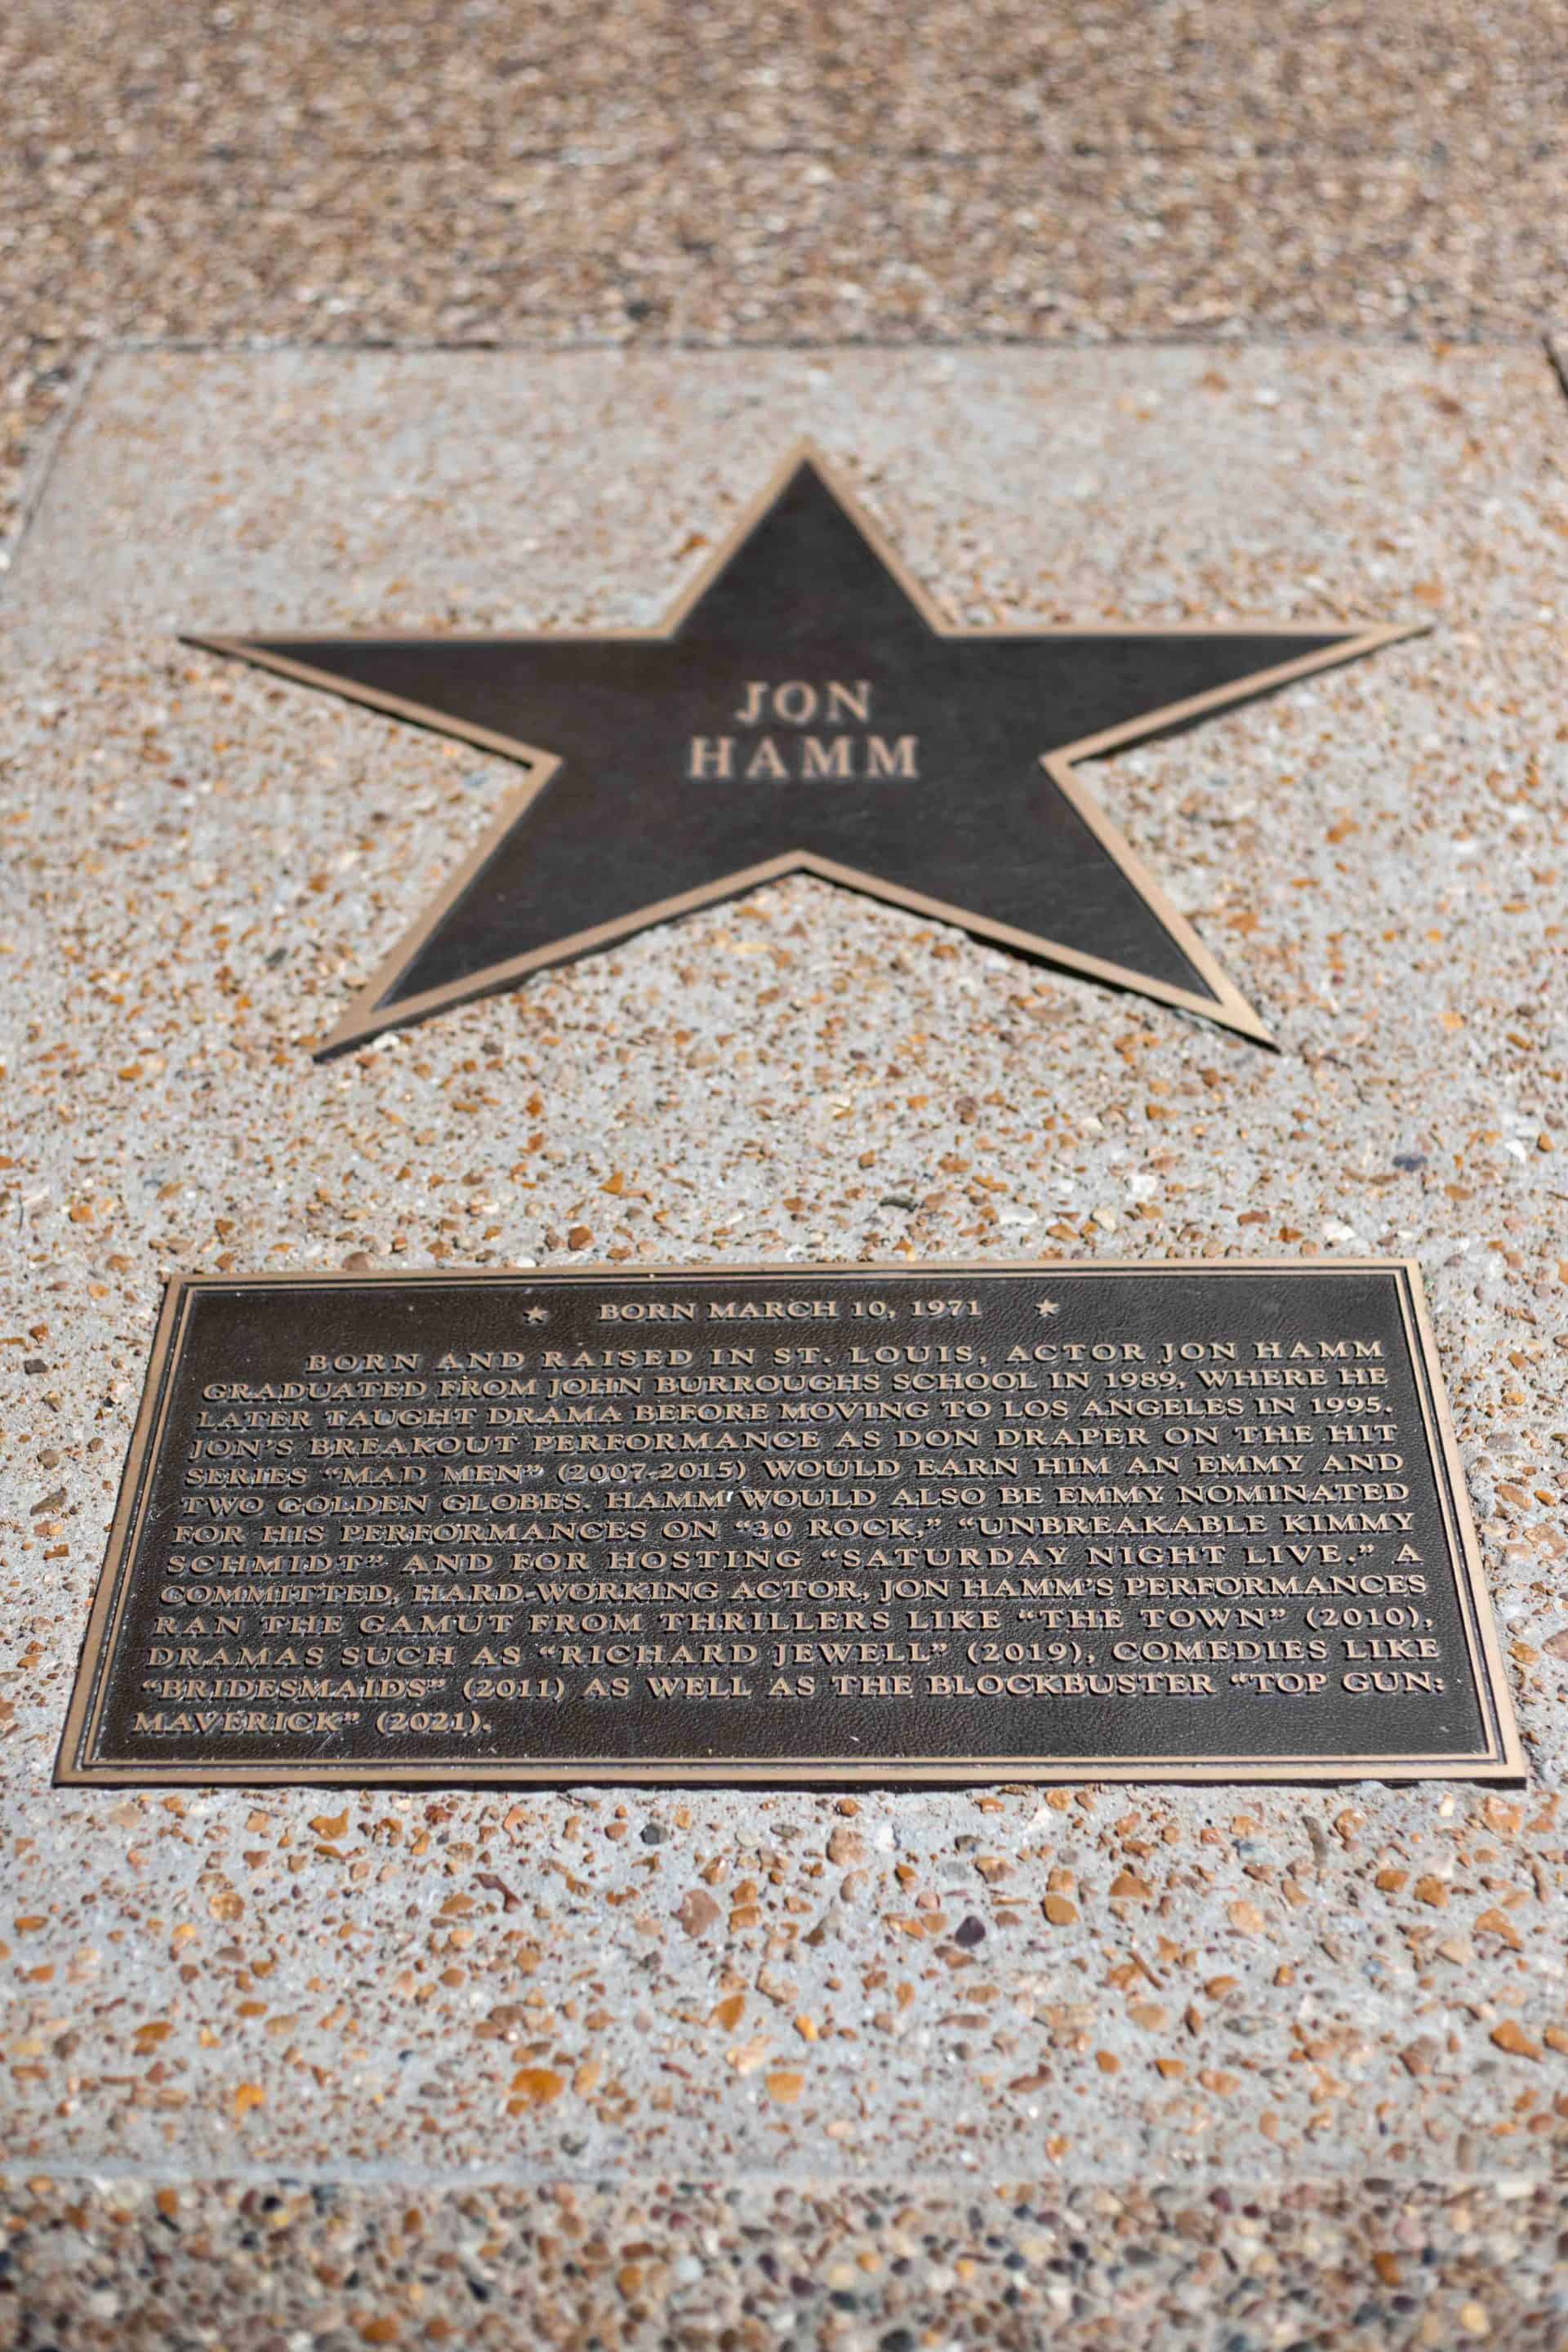 JON
HAMM
★ BORN MARCH 10, 1971 ★
BORN AND RAISED IN ST. LOUIS, ACTOR JON HAMM
GRADUATED FROM JOHN BURROUGHS SCHOOL IN 1989, WHERE HE
LATER TAUGHT DRAMA BEFORE MOVING TO LOS ANGELES IN 1995.
JON'S BREAKOUT PERFORMANCE AS DON DRAPER ON THE HIT
SERIES "MAD MEN" (2007-2015) WOULD EARN HIM AN EMMY AND
TWO GOLDEN GLOBES. HAMM WOULD ALSO BE EMMY NOMINATED
FOR HIS PERFORMANCES ON "30 ROCK," "UNBREAKABLE KIMMY
SCHMIDT" AND FOR HOSTING "SATURDAY NIGHT LIVE." A
COMMITTED, HARD-WORKING ACTOR, JON HAMM'S PERFORMANCES
RAN THE GAMUT FROM THRILLERS LIKE "THE TOWN" (2010),
DRAMAS SUCH AS "RICHARD JEWELL" (2019), COMEDIES LIKE
"BRIDESMAIDS" (2011) AS WELL AS THE BLOCKBUSTER "TOP GUN:
MAVERICK" (2021).